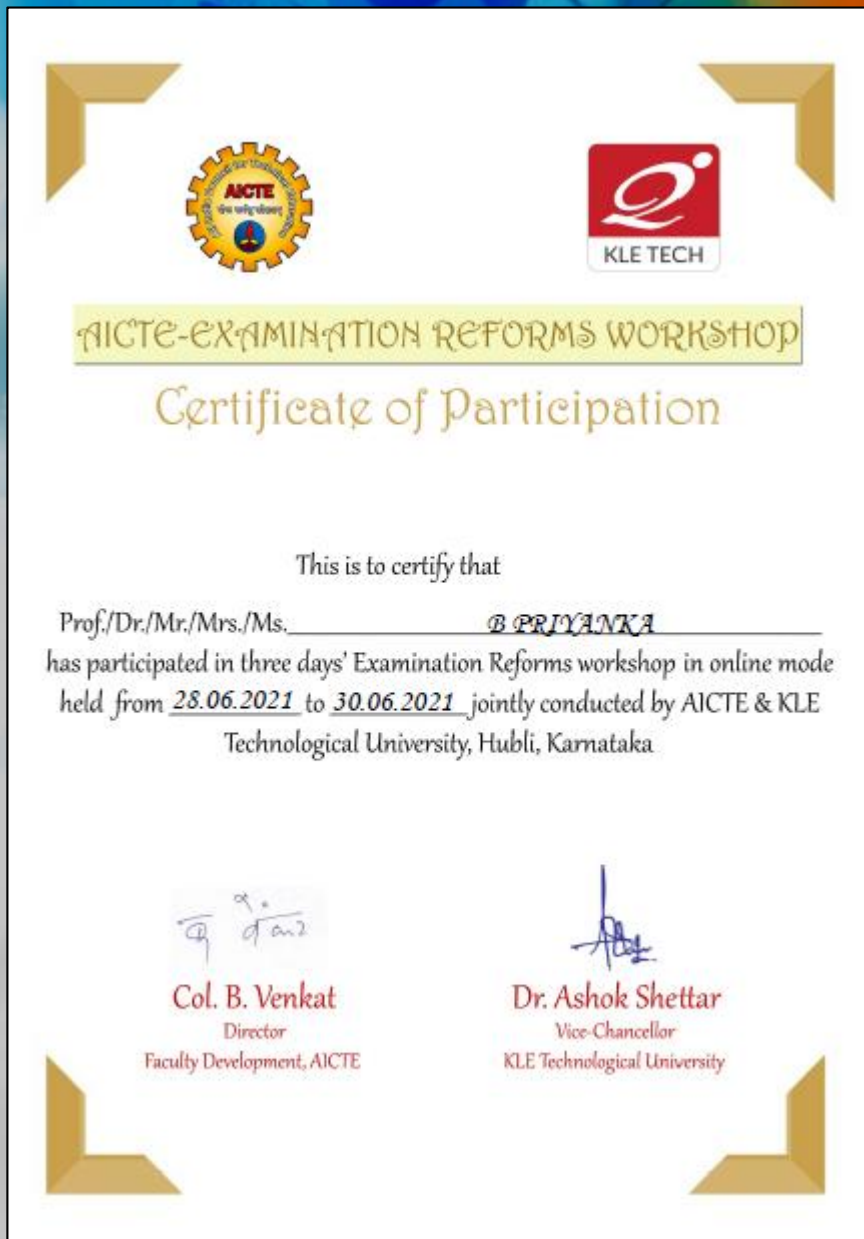 AICTE
KLE TECH
AICTE-EXAMINATION REFORMS WORKSHOP
Certificate of Participation
This is to certify that
Prof./Dr./Mr./Mrs./Ms. B PRIYANKA
has participated in three days' Examination Reforms workshop in online mode
held from 28.06.2021 to 30.06.2021 jointly conducted by AICTE & KLE
Technological University, Hubli, Karnataka
Col. B. Venkat
Dr. Ashok Shettar
Director
Vice-Chancellor
Faculty Development, AICTE
KLE Technological University